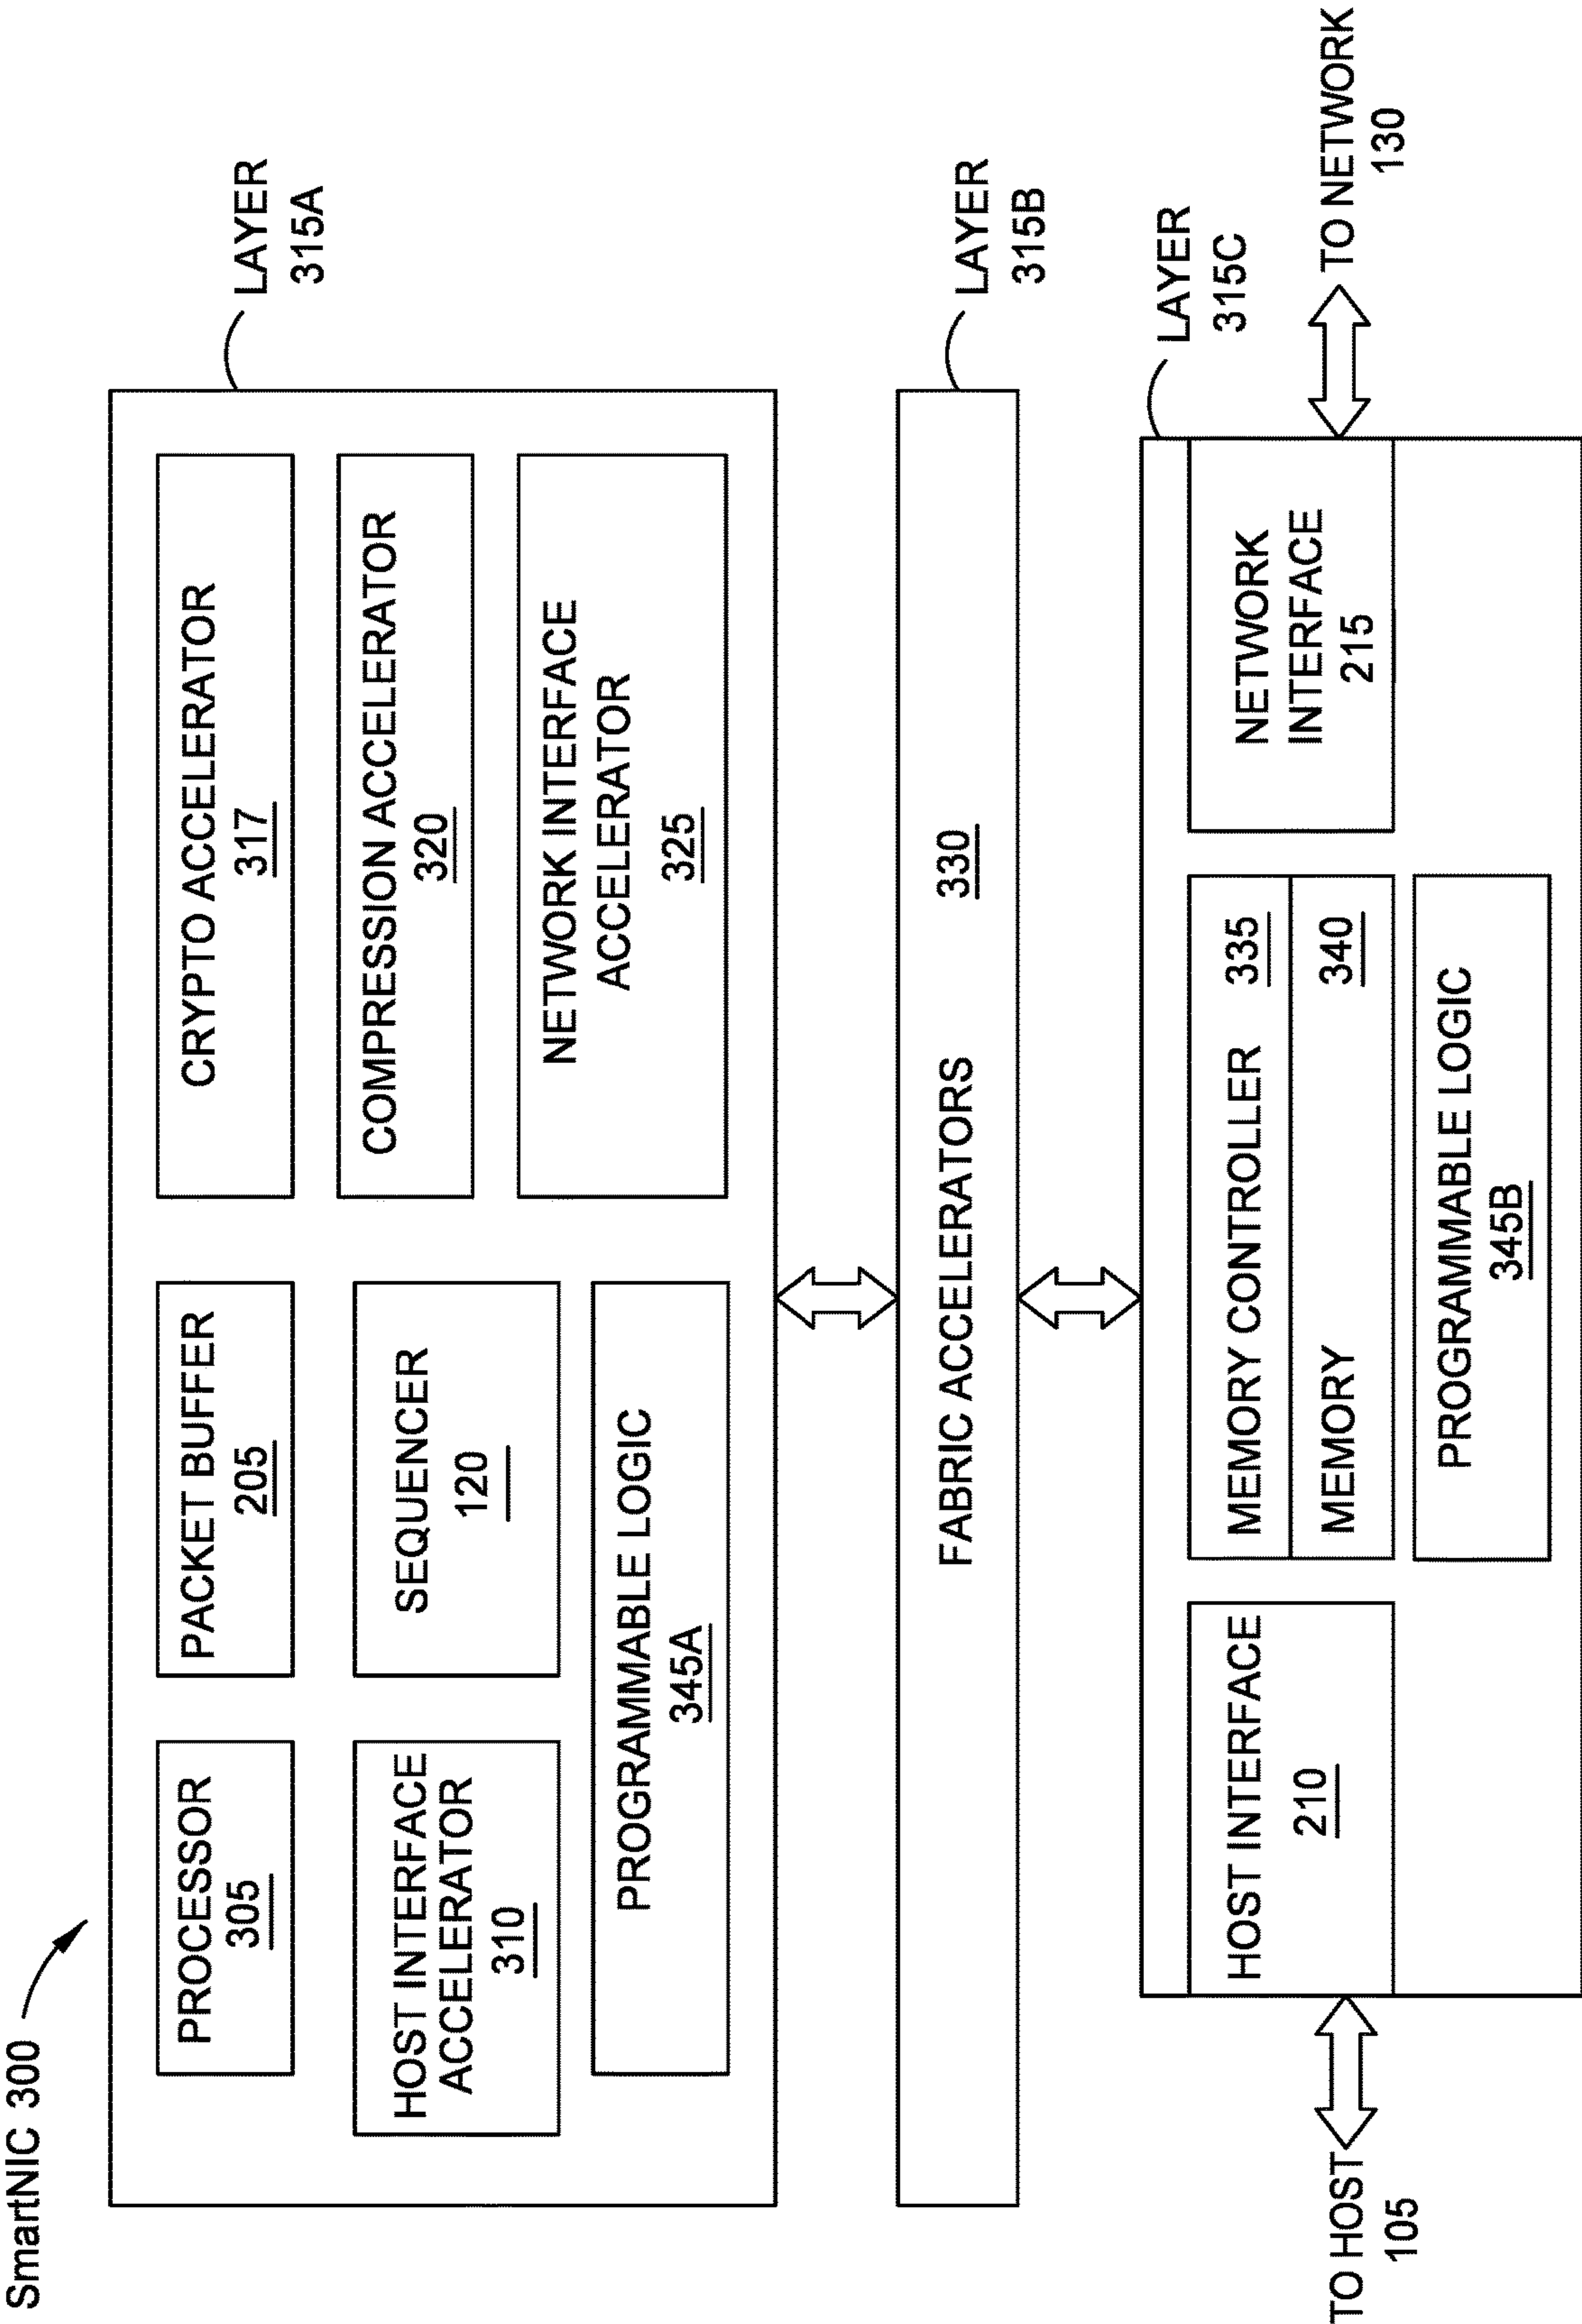 SmartNIC 300
PROCESSOR
305
PACKET BUFFER
205
CRYPTO ACCELERATOR
317
LAYER
315A
HOST INTERFACE
ACCELERATOR
310
SEQUENCER
120
COMPRESSION ACCELERATOR
320
PROGRAMMABLE LOGIC
345A
NETWORK INTERFACE
ACCELERATOR
325
FABRIC ACCELERATORS
330
LAYER
315B
LAYER
315C
HOST INTERFACE
210
MEMORY CONTROLLER
335
MEMORY
340
NETWORK
INTERFACE
215
PROGRAMMABLE LOGIC
345B
TO HOST
105
TO NETWORK
130